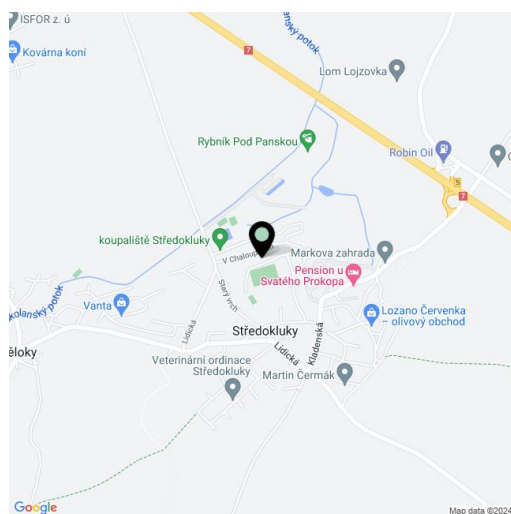 ISFOR z. ú
Kovárna koní
7
Lom Lojzovka
Rybník Pod Panskou
Robin Oil
5
7
koupaliště Středokluky
V Chaloup
Markova zahrada
Pension u
Svatého Prokopa
Starý vrch
Vanta
Lidická
Lozano Červenka
– olivový obchod
Středokluky
ěloky
Lidická
Kladenská
Veterinární ordinace
Středokluky
Martin Čermák
Google
Map data ©2024